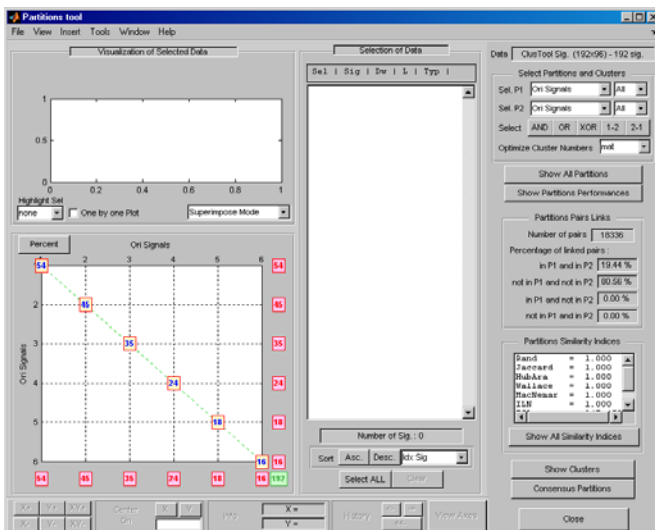 Partitions tool
File View Insert Tools Window Help
Visualization of Selected Data
1
0.5
0
0 0.2 0.4 0.6 0.8 1
Highlight Sel
none
One by one Plot
Superimpose Mode
Percent
Ori Signals
1 2 3 4 5 6
54 54
2 45 45
3 35 35
Ori Signals
4 24 24
5 18 18
6 16 16
54 45 35 24 18 16 192
Selection of Data
Sel | Sig | Dw | L | Typ |
Number of Sig.: 0
Sort Asc. Desc. Idx Sig
Select ALL Clear
Data ClusTool Sig. (192x96) - 192 sig.
Select Partitions and Clusters
Sel. P1 Ori Signals All
Sel. P2 Ori Signals All
Select AND OR XOR 1-2 2-1
Optimize Cluster Numbers mat
Show All Partitions
Show Partitions Performances
Partitions Pairs Links
Number of pairs 18336
Percentage of linked pairs :
in P1 and in P2 19.44 %
not in P1 and not in P2 80.56 %
in P1 and not in P2 0.00 %
not in P1 and in P2 0.00 %
Partitions Similarity Indices
Rand = 1.000
Jaccard = 1.000
HubAra = 1.000
Wallace = 1.000
MacNemar = 1.000
ILN = 1.000
Show All Similarity Indices
Show Clusters
Consensus Partitions
Close
X+ Y+ XY+
X- Y- XY-
Center On
X Y
Info
X =
Y =
History
View Axes